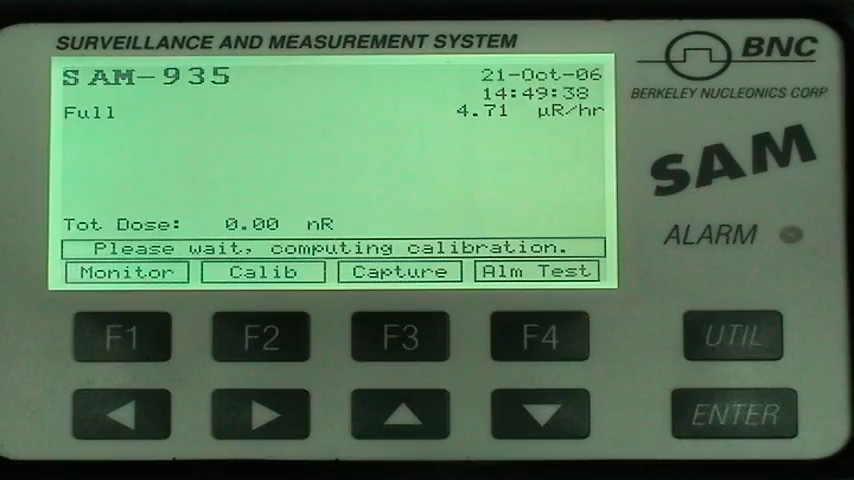 SURVEILLANCE AND MEASUREMENT SYSTEM
BNC
BERKELEY NUCLEONICS CORP
SAM-935
21-Oct-06
14:49:38
Full
4.71 µR/hr
SAM
ALARM
Tot Dose: 0.00 nR
Please wait, computing calibration.
Monitor Calib Capture Alm Test
F1 F2 F3 F4 UTIL
ENTER